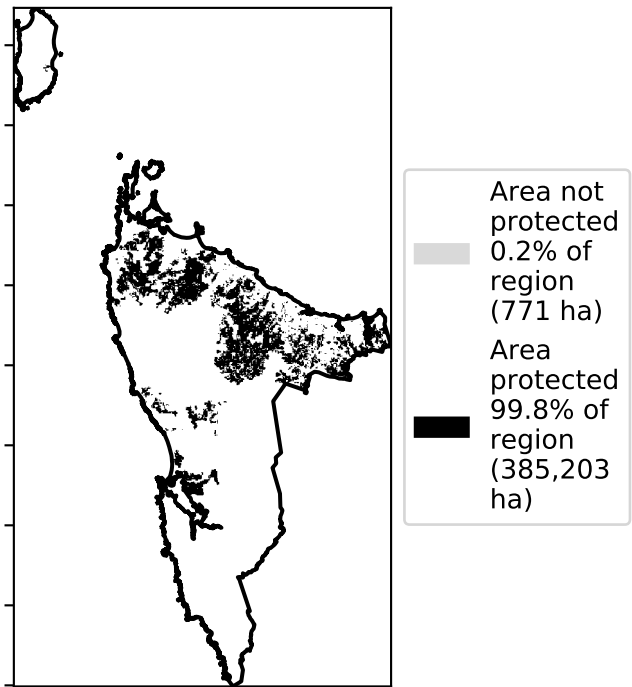 Area not
protected
0.2% of
region
(771 ha)
Area
protected
99.8% of
region
(385,203
ha)